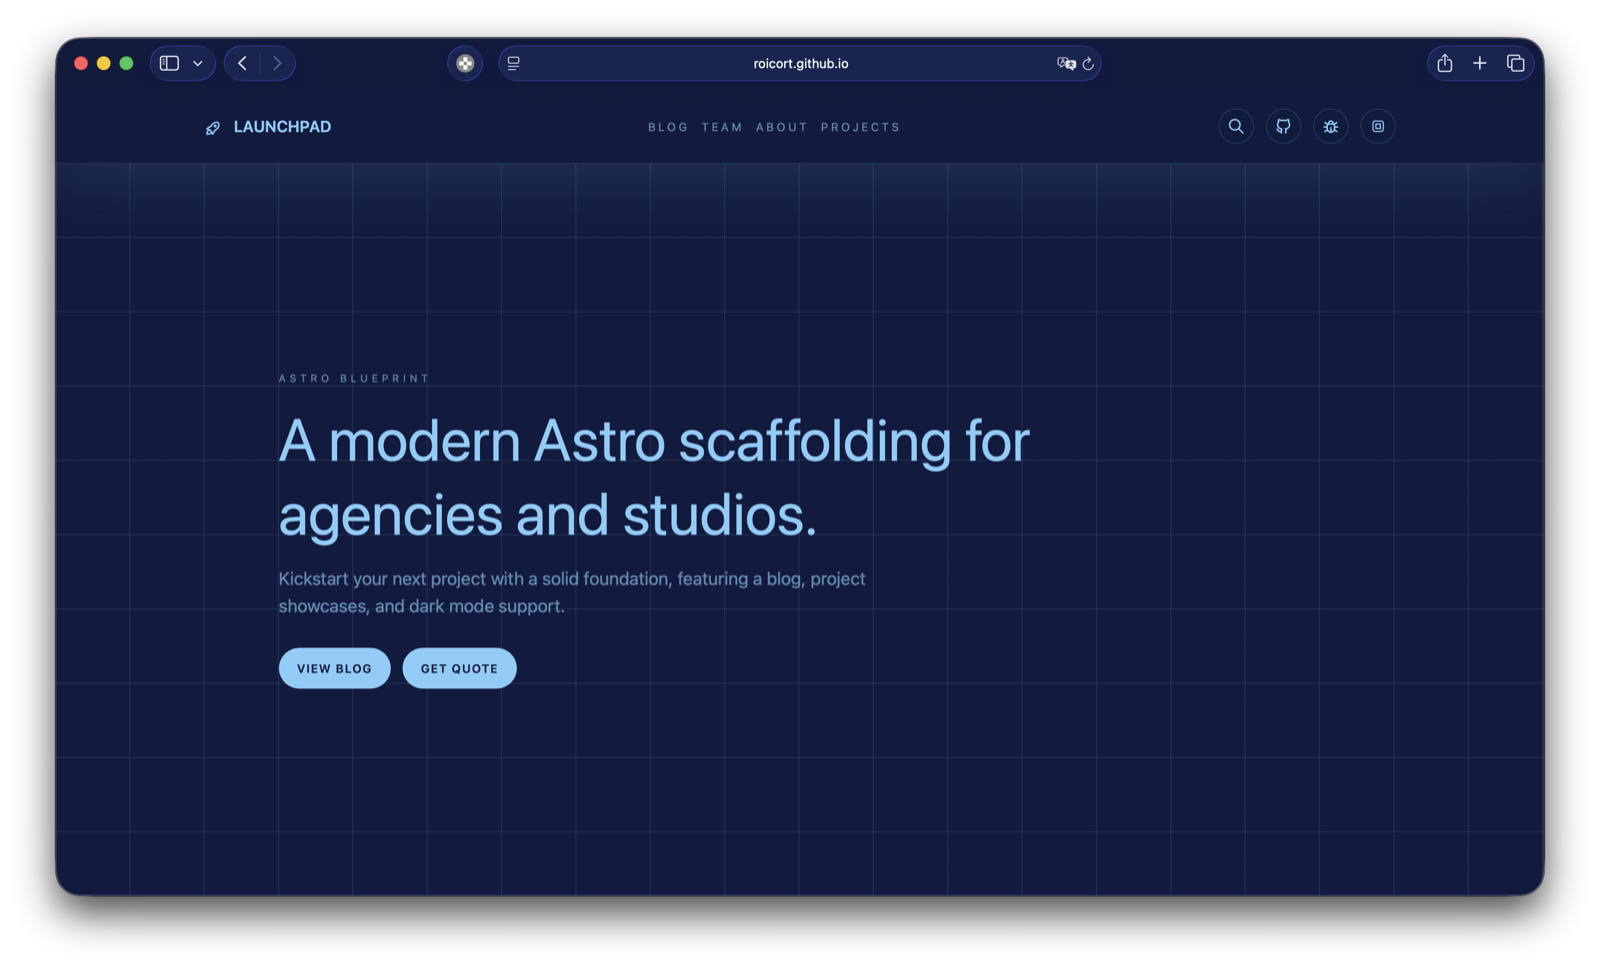 roicort.github.io
LAUNCHPAD
BLOG TEAM ABOUT PROJECTS
ASTRO BLUEPRINT
A modern Astro scaffolding for
agencies and studios.
Kickstart your next project with a solid foundation, featuring a blog, project
showcases, and dark mode support.
VIEW BLOG GET QUOTE